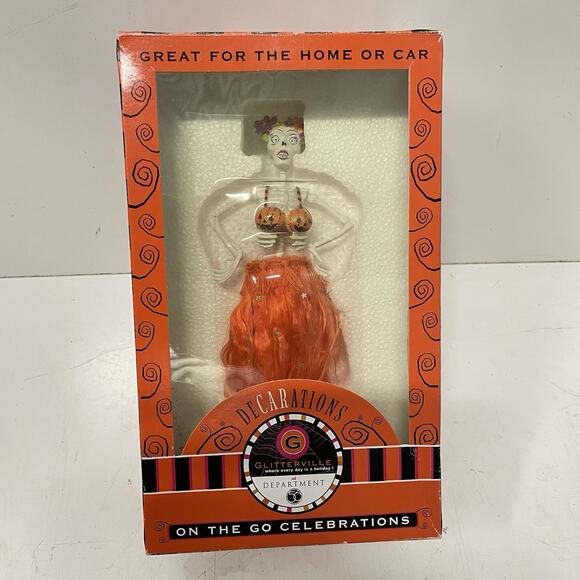 GREAT FOR THE HOME OR CAR
DECARATIONS
G
GLITTERVILLE
where every day is a holiday!
at
DEPARTMENT
56
ON THE GO CELEBRATIONS